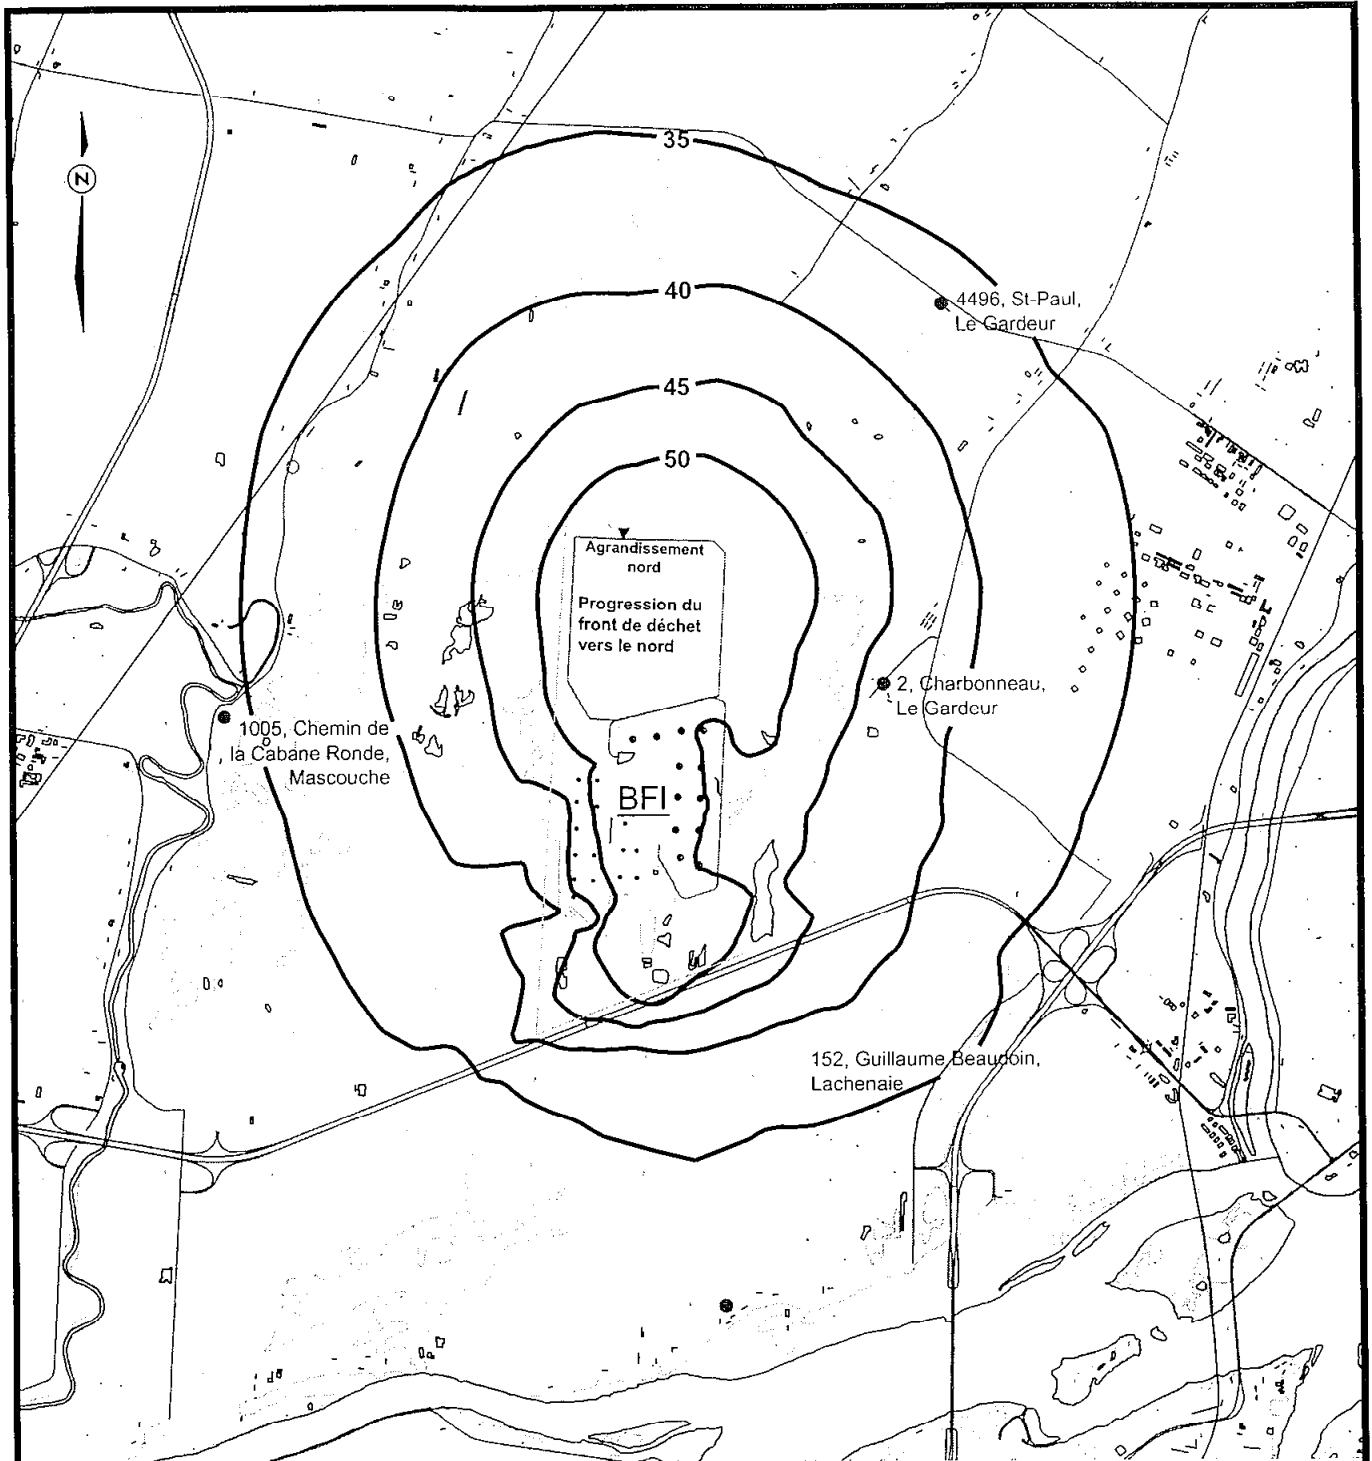 35
N
40
4496, St-Paul,
Le Gardeur
45
50
Agrandissement
nord
Progression du
front de déchet
vers le nord
2, Charbonneau,
Le Gardeur
1005, Chemin de
la Cabane Ronde,
Mascouche
BFI
152, Guillaume Beaudoin,
Lachenaie